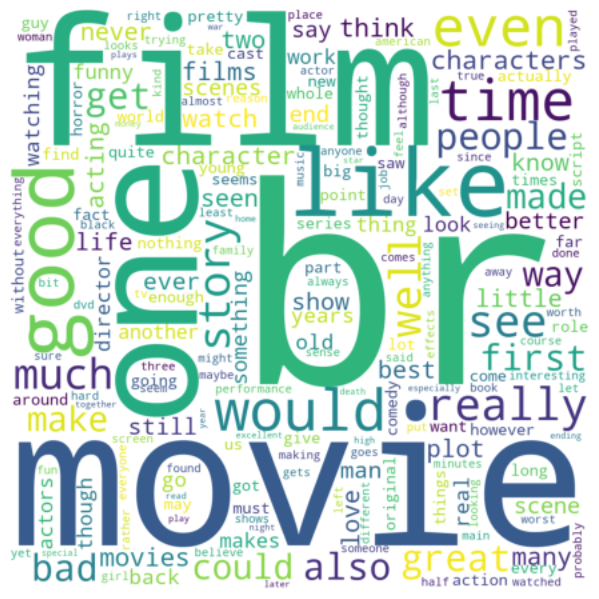 film
br
movie
one
like
good
time
even
people
story
well
see
would
really
first
much
great
could
also
bad
many
get
made
way
characters
character
little
better
know
think
say
two
films
scenes
watch
work
end
never
funny
pretty
guy
woman
right
trying
looks
plays
war
take
cast
new
whole
actor
american
place
played
true
actually
although
last
kind
almost
reason
world
horror
watching
find
quite
acting
young
seems
seen
big
music
star
job
day
saw
anyone
thought
feel
audience
money
since
times
script
set
seeing
point
series
thing
look
least
home
family
nothing
life
fact
black
without
everything
bit
dvd
tv
director
ever
enough
another
something
show
years
part
always
old
sense
comes
anything
effects
lot
said
away
far
done
worth
role
course
interesting
let
come
book
best
comedy
especially
ending
put
want
however
plot
man
love
death
performance
maybe
might
going
three
seem
sure
hard
together
around
make
still
year
excellent
us
give
making
high
goes
original
real
things
minutes
looking
long
scene
worst
main
different
left
must
gets
got
go
may
found
read
play
shows
night
makes
believe
someone
screen
everyone
rather
fun
actors
though
yet
special
movies
girl
back
later
half
action
watched
every
probably